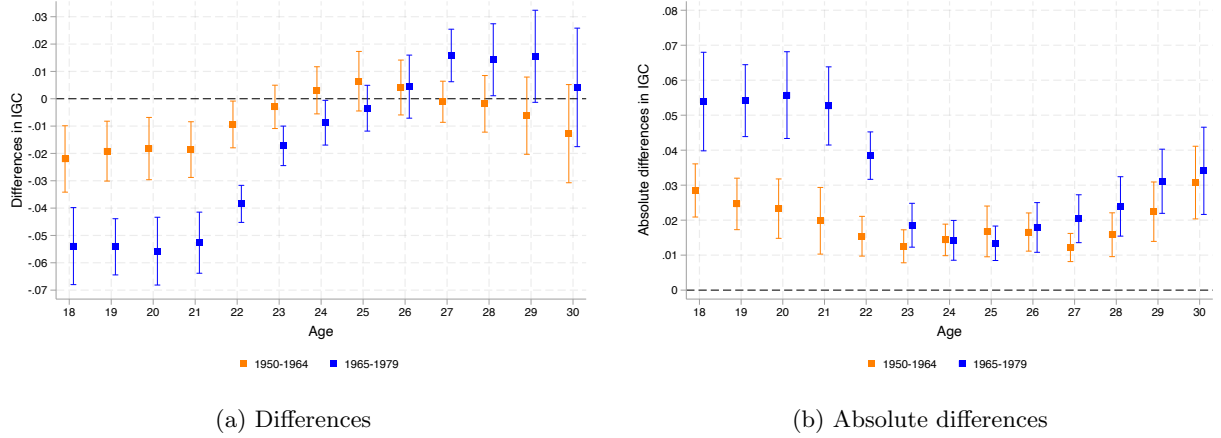 Differences in IGC
.03
.02
.01
0
-.01
-.02
-.03
-.04
-.05
-.06
-.07
18 19 20 21 22 23 24 25 26 27 28 29 30
Age
1950-1964 1965-1979
(a) Differences
Absolute differences in IGC
.08
.07
.06
.05
.04
.03
.02
.01
0
18 19 20 21 22 23 24 25 26 27 28 29 30
Age
1950-1964 1965-1979
(b) Absolute differences